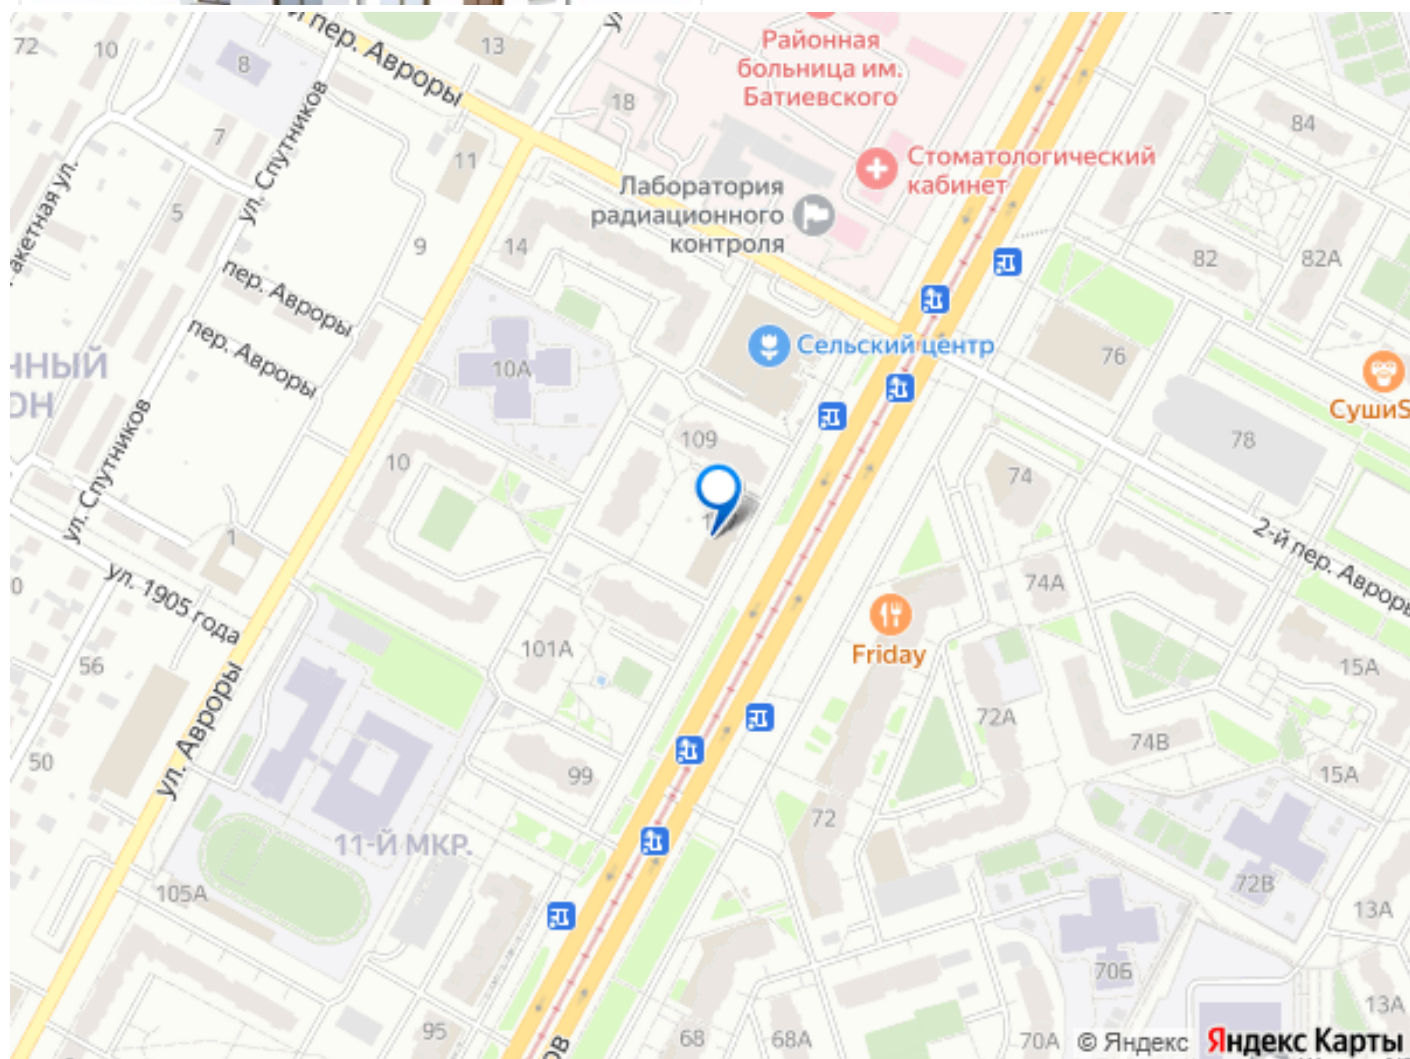 72
10
8
13
й пер. Авроры
Районная
больница им.
Батиевского
18
84
ул. Спутников
7
11
Стоматологический
кабинет
Лаборатория
радиационного
контроля
5
9
14
82
82А
пер. Авроры
пер. Авроры
10А
Сельский центр
76
78
109
10
74
ул. Спутников
1
ул. 1905 года
2-й пер. Авроры
74А
Friday
56
101А
15А
ул. Авроры
72А
74В
50
99
15А
72
11-Й МКР.
105А
72В
13А
70Б
13А
95
68
68А
70А
© Яндекс
Яндекс Карты